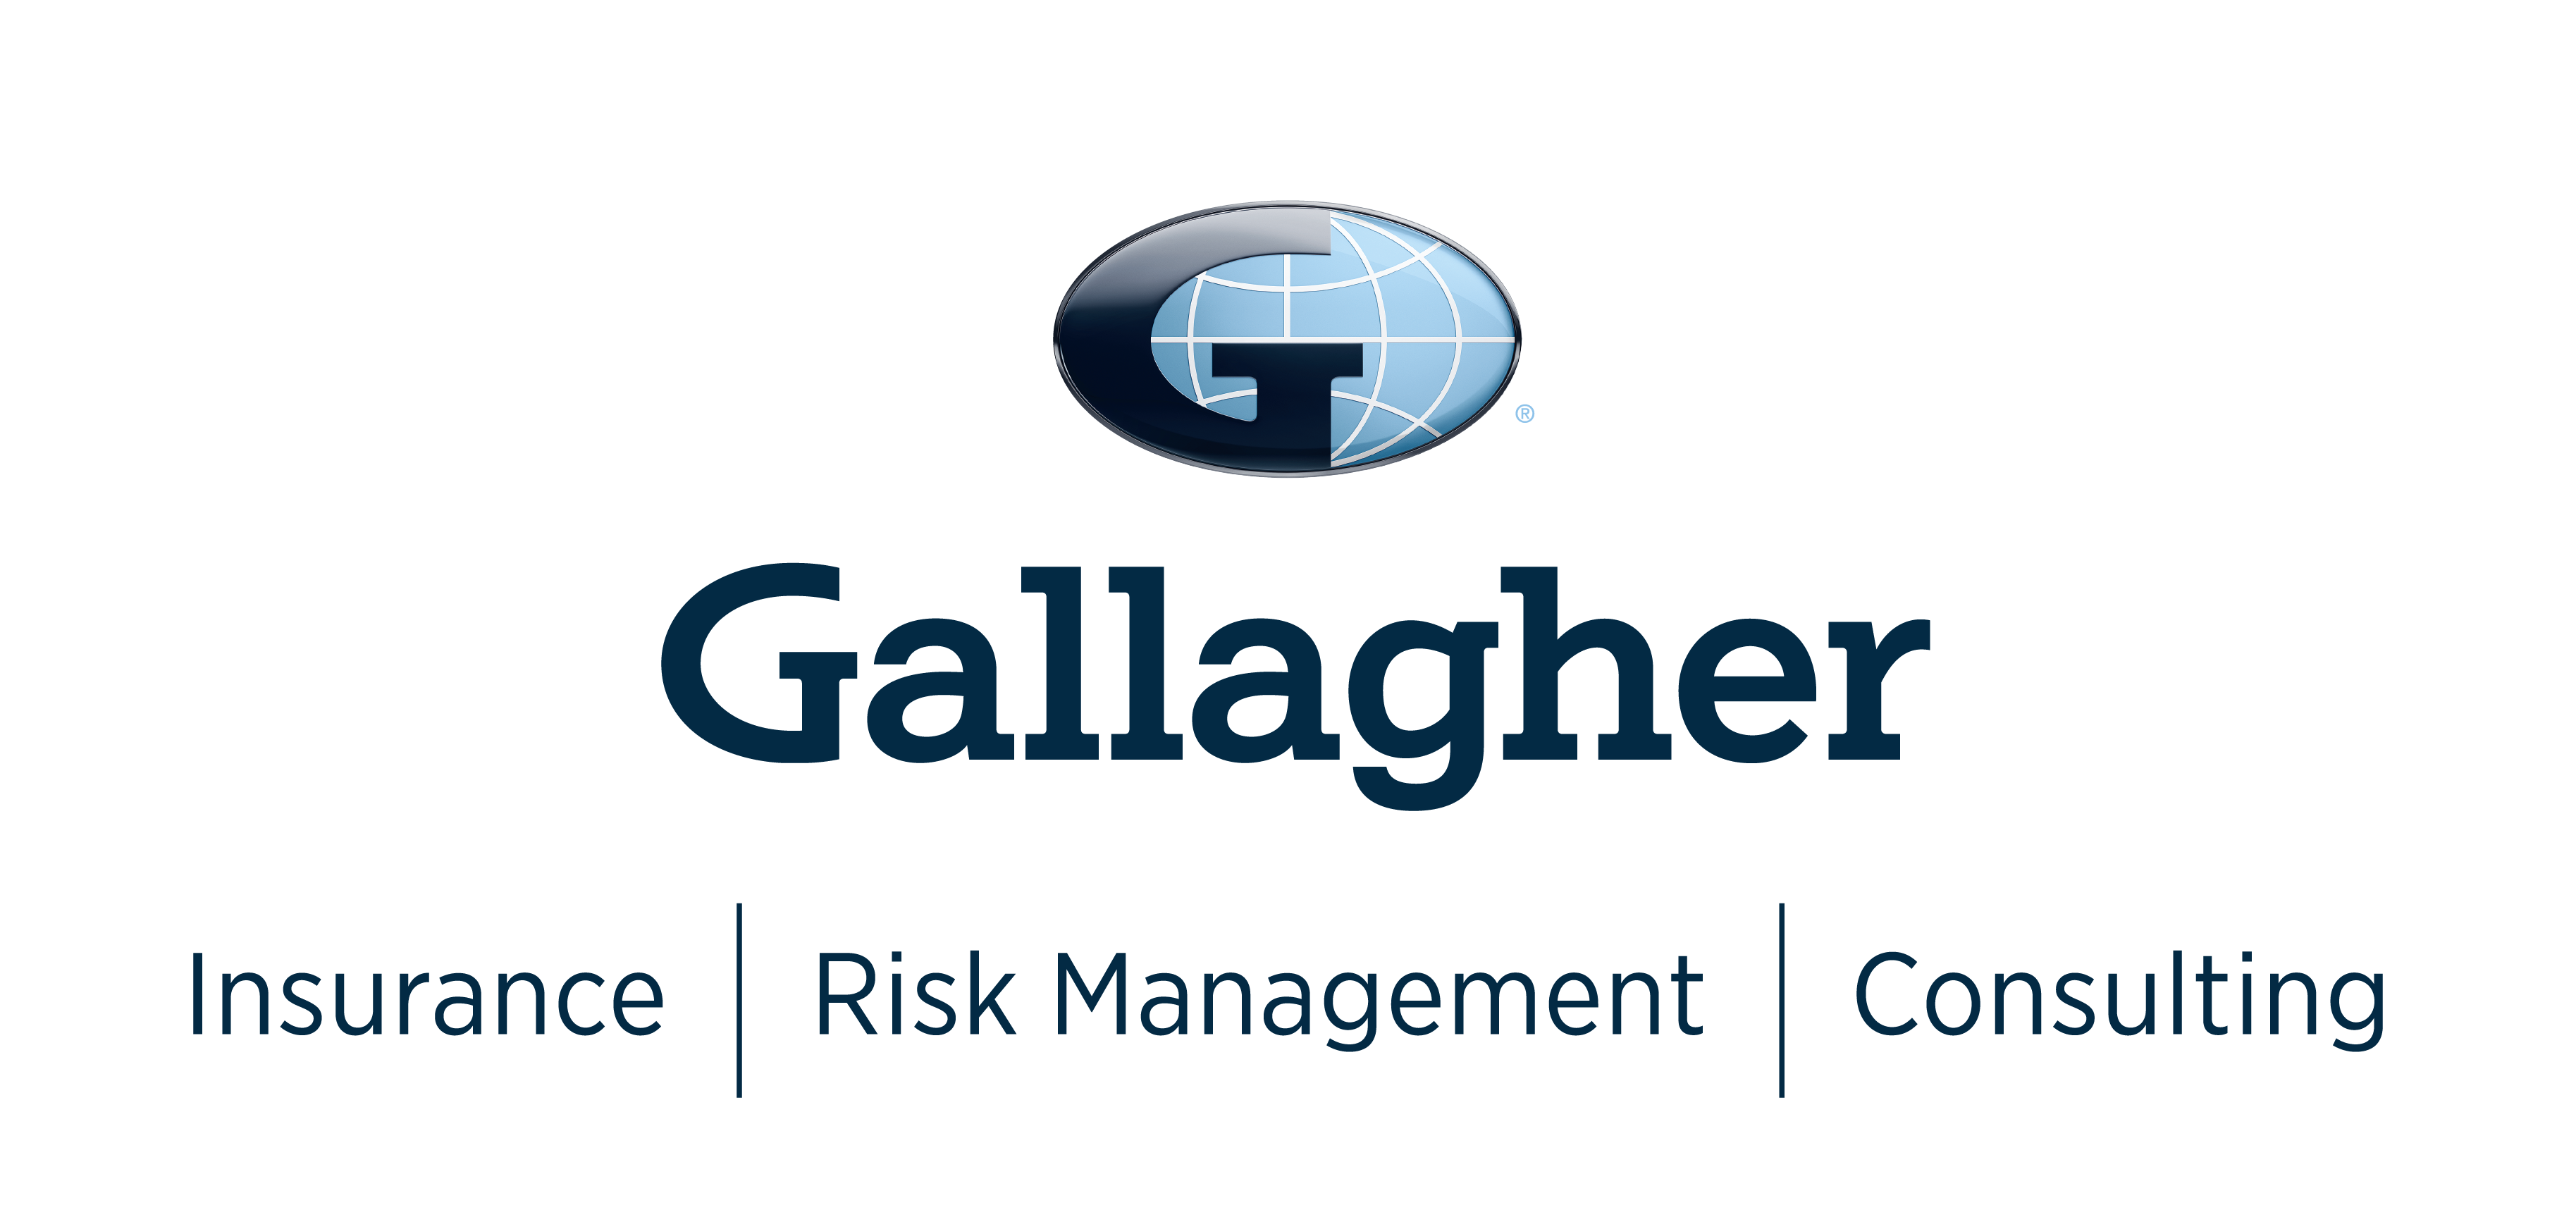 G
®
Gallagher
Insurance | Risk Management | Consulting